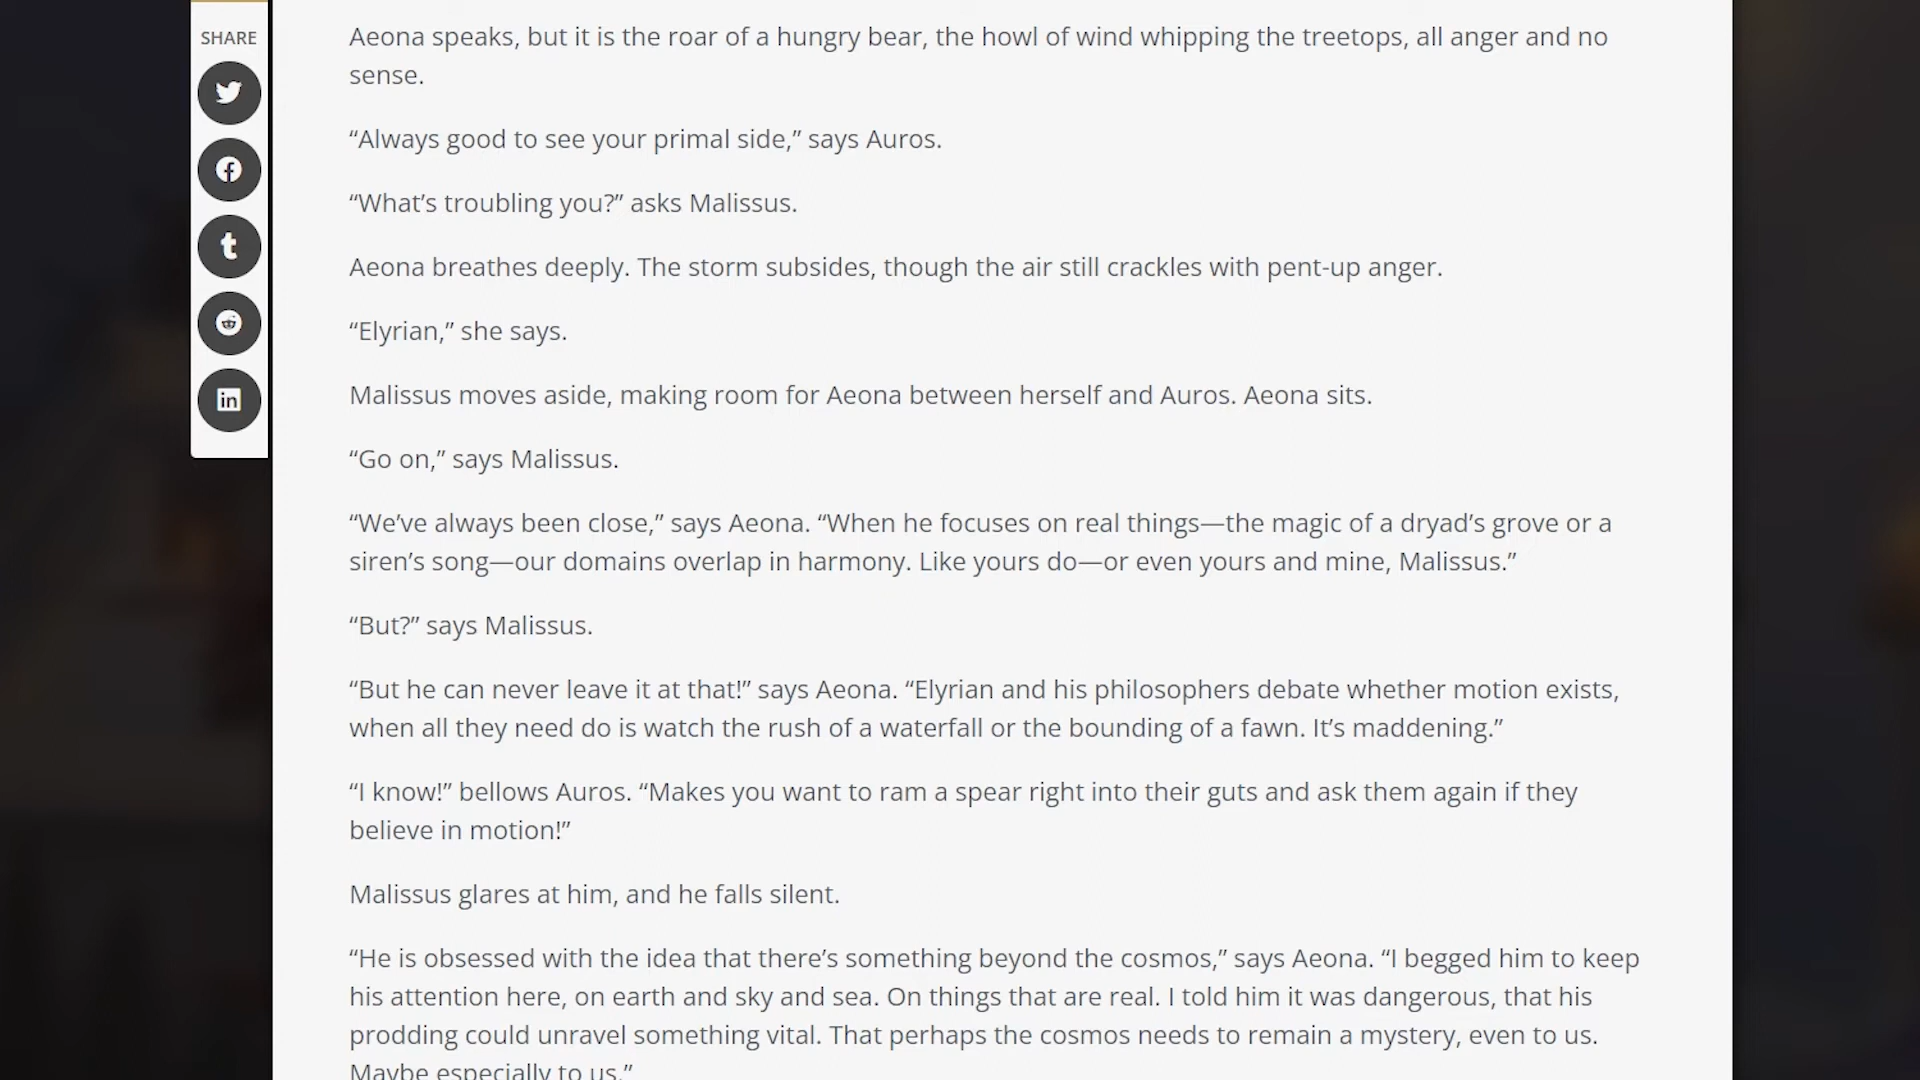 SHARE
Aeona speaks, but it is the roar of a hungry bear, the howl of wind whipping the treetops, all anger and no
sense.
“Always good to see your primal side,” says Auros.
“What’s troubling you?” asks Malissus.
Aeona breathes deeply. The storm subsides, though the air still crackles with pent-up anger.
“Elyrian,” she says.
Malissus moves aside, making room for Aeona between herself and Auros. Aeona sits.
“Go on,” says Malissus.
“We’ve always been close,” says Aeona. “When he focuses on real things—the magic of a dryad’s grove or a
siren’s song—our domains overlap in harmony. Like yours do—or even yours and mine, Malissus.”
“But?” says Malissus.
“But he can never leave it at that!” says Aeona. “Elyrian and his philosophers debate whether motion exists,
when all they need do is watch the rush of a waterfall or the bounding of a fawn. It’s maddening.”
“I know!” bellows Auros. “Makes you want to ram a spear right into their guts and ask them again if they
believe in motion!”
Malissus glares at him, and he falls silent.
“He is obsessed with the idea that there’s something beyond the cosmos,” says Aeona. “I begged him to keep
his attention here, on earth and sky and sea. On things that are real. I told him it was dangerous, that his
prodding could unravel something vital. That perhaps the cosmos needs to remain a mystery, even to us.
Maybe especially to us.”